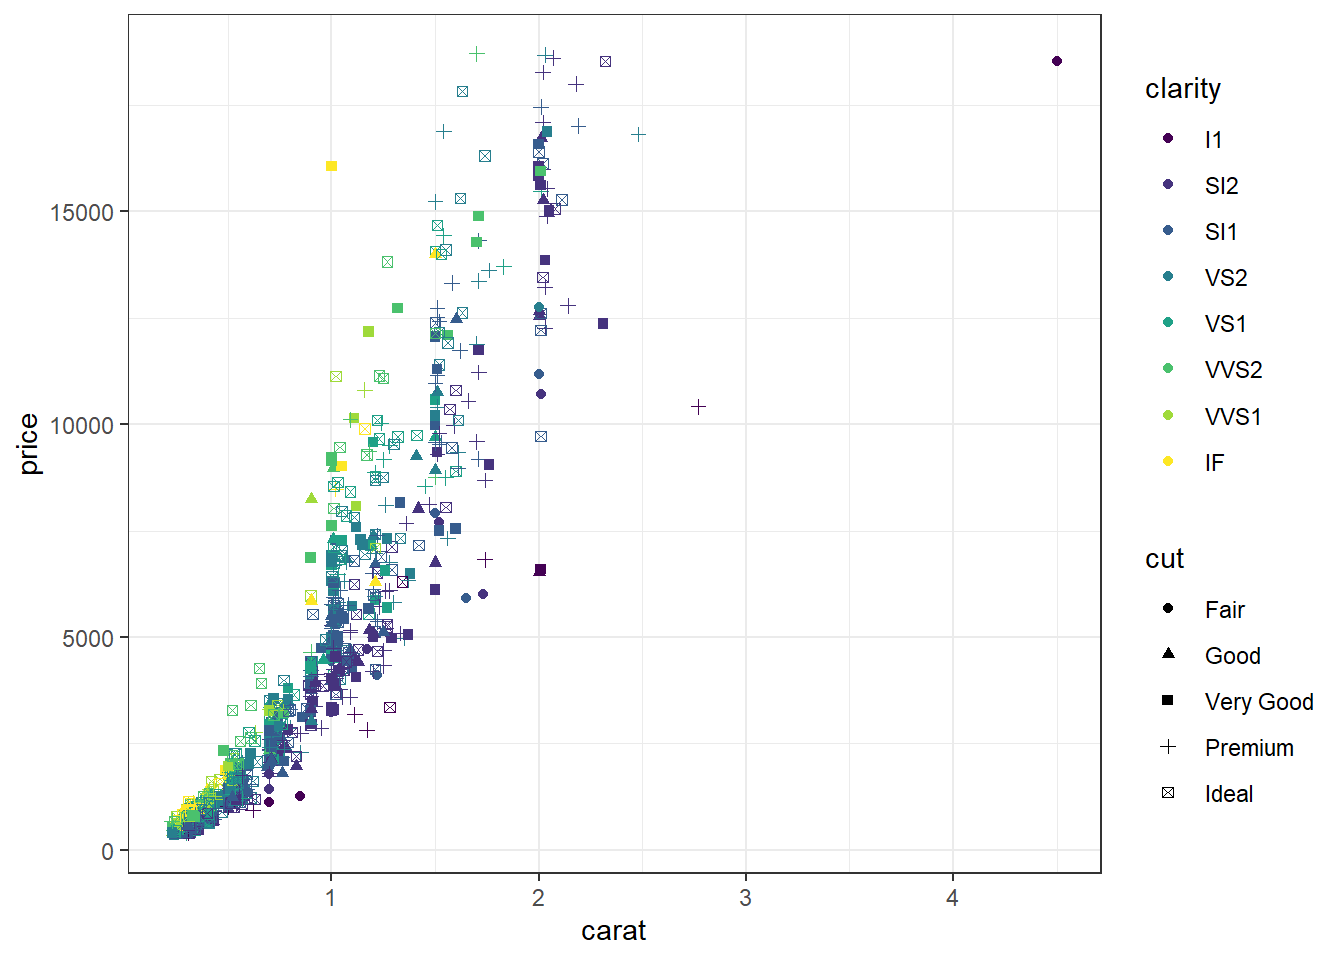 price
15000
10000
5000
0
1
2
3
4
carat
clarity
I1
SI2
SI1
VS2
VS1
VVS2
VVS1
IF
cut
Fair
Good
Very Good
Premium
Ideal